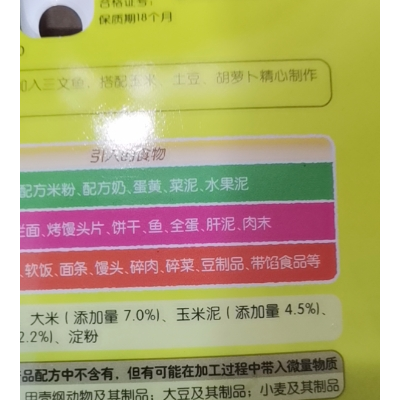 合格证号:
保质期18个月
加入三文鱼、搭配玉米、土豆、胡萝卜精心制作
引入的食物
配方米粉、配方奶、蛋黄、菜泥、水果泥
烂面、烤馒头片、饼干、鱼、全蛋、肝泥、肉末
、软饭、面条、馒头、碎肉、碎菜、豆制品、带馅食品等
大米(添加量 7.0%)、玉米泥(添加量 4.5%)、
2.2%)、淀粉
品配方中不含有,但有可能在加工过程中带入微量物质
甲壳纲动物及其制品;大豆及其制品;小麦及其制